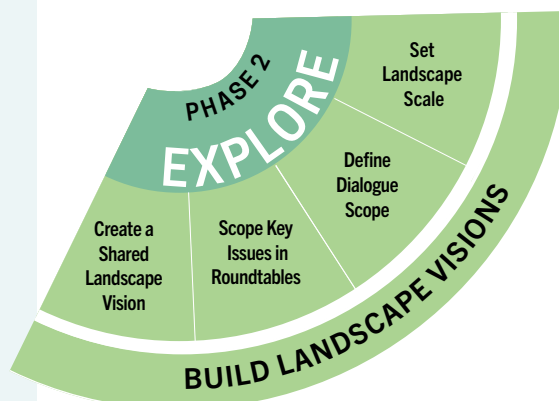 PHASE 2
EXPLORE
Set
Landscape
Scale
Define
Dialogue
Scope
Scope Key
Issues in
Roundtables
Create a
Shared
Landscape
Vision
BUILD LANDSCAPE VISIONS